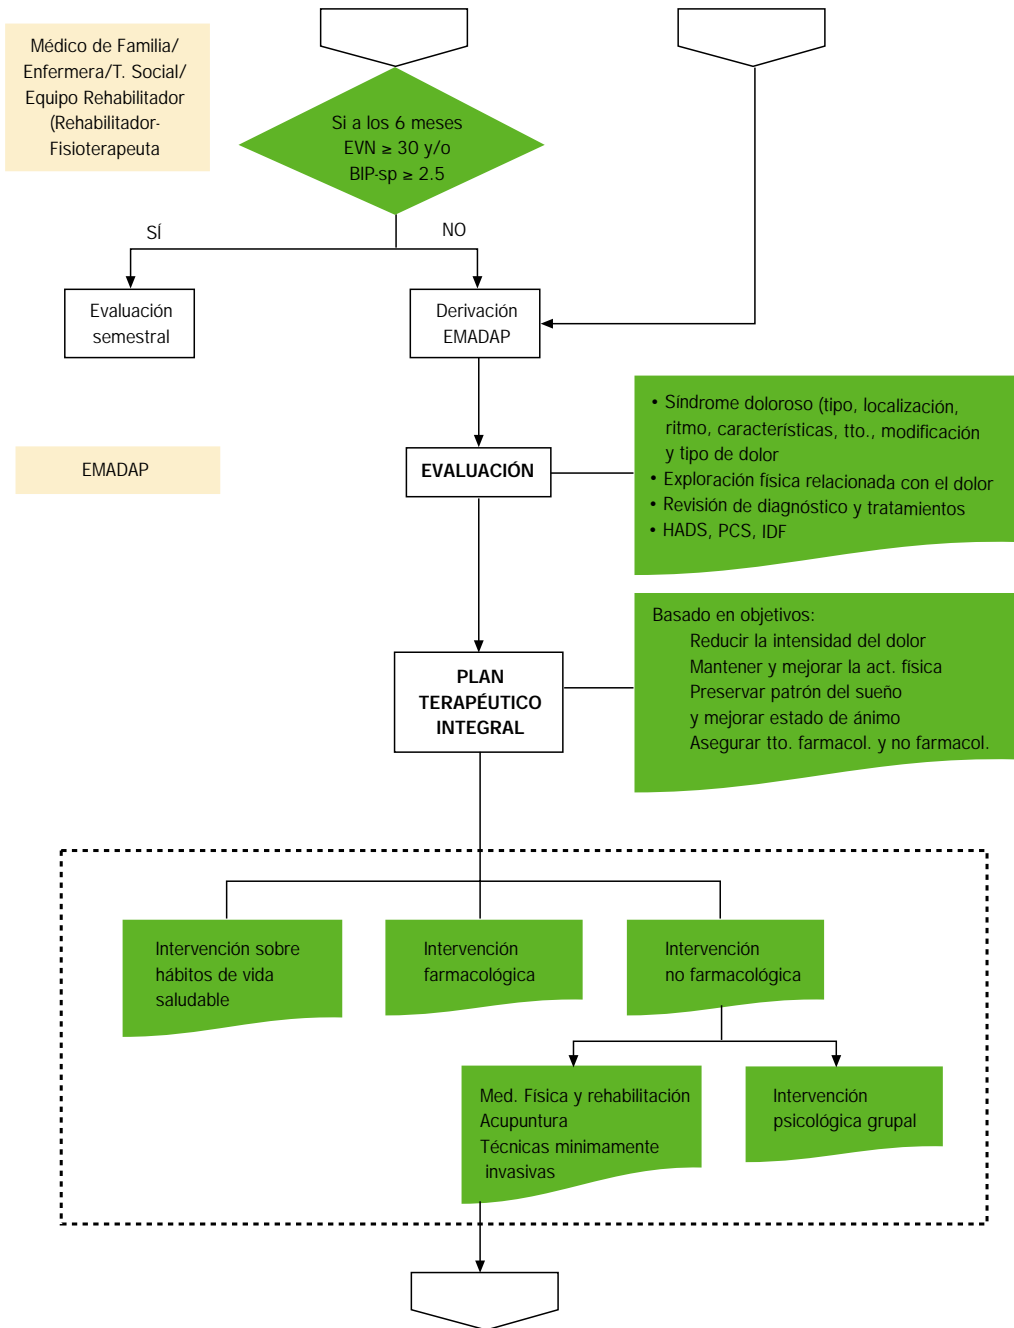 Médico de Familia/
Enfermera/T. Social/
Equipo Rehabilitador
(Rehabilitador-
Fisioterapeuta
Si a los 6 meses
EVN ≥ 30 y/o
BIP-sp ≥ 2.5
SÍ
NO
Evaluación
semestral
Derivación
EMADAP
EMADAP
EVALUACIÓN
• Síndrome doloroso (tipo, localización,
ritmo, características, tto., modificación
y tipo de dolor
• Exploración física relacionada con el dolor
• Revisión de diagnóstico y tratamientos
• HADS, PCS, IDF
PLAN
TERAPÉUTICO
INTEGRAL
Basado en objetivos:
Reducir la intensidad del dolor
Mantener y mejorar la act. física
Preservar patrón del sueño
y mejorar estado de ánimo
Asegurar tto. farmacol. y no farmacol.
Intervención sobre
hábitos de vida
saludable
Intervención
farmacológica
Intervención
no farmacológica
Med. Física y rehabilitación
Acupuntura
Técnicas minimamente
invasivas
Intervención
psicológica grupal